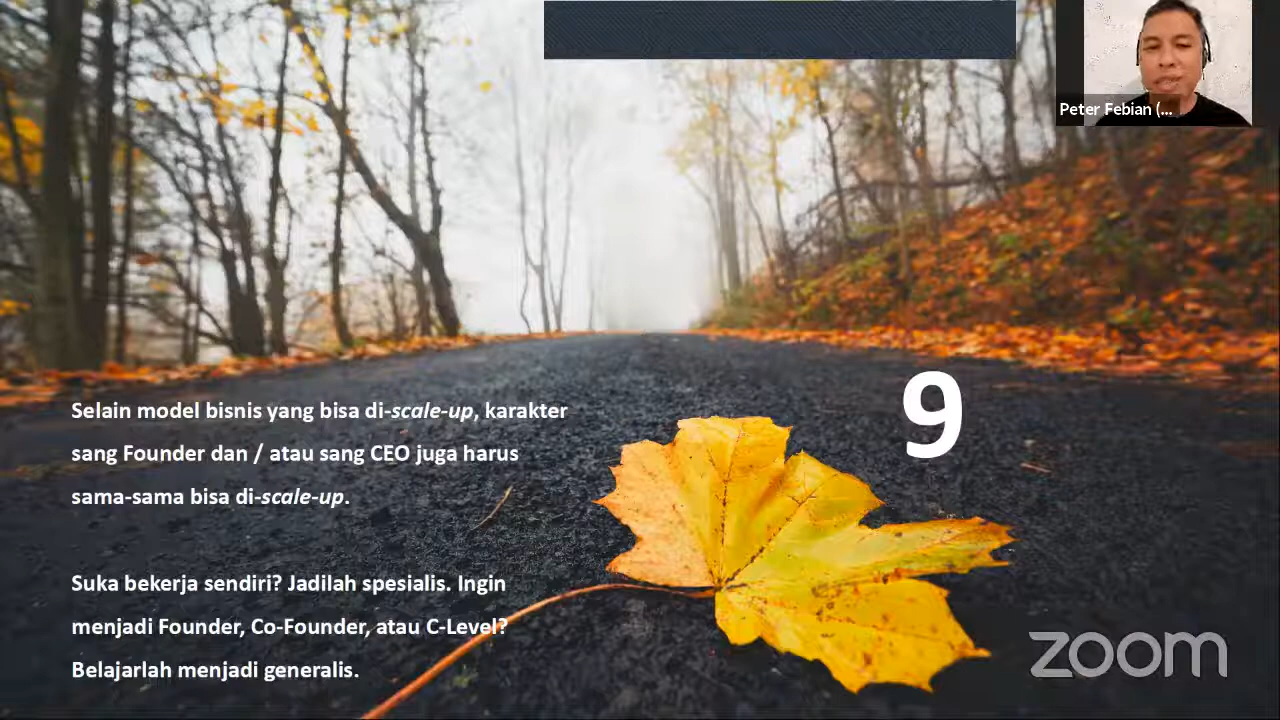 Peter Febian (...
9
Selain model bisnis yang bisa di-scale-up, karakter
sang Founder dan / atau sang CEO juga harus
sama-sama bisa di-scale-up.
Suka bekerja sendiri? Jadilah spesialis. Ingin
menjadi Founder, Co-Founder, atau C-Level?
Belajarlah menjadi generalis.
zoom